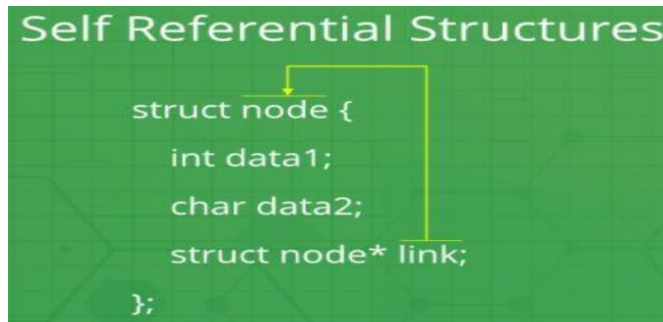 Self Referential Structures
struct node {
int data1;
char data2;
struct node* link;
};